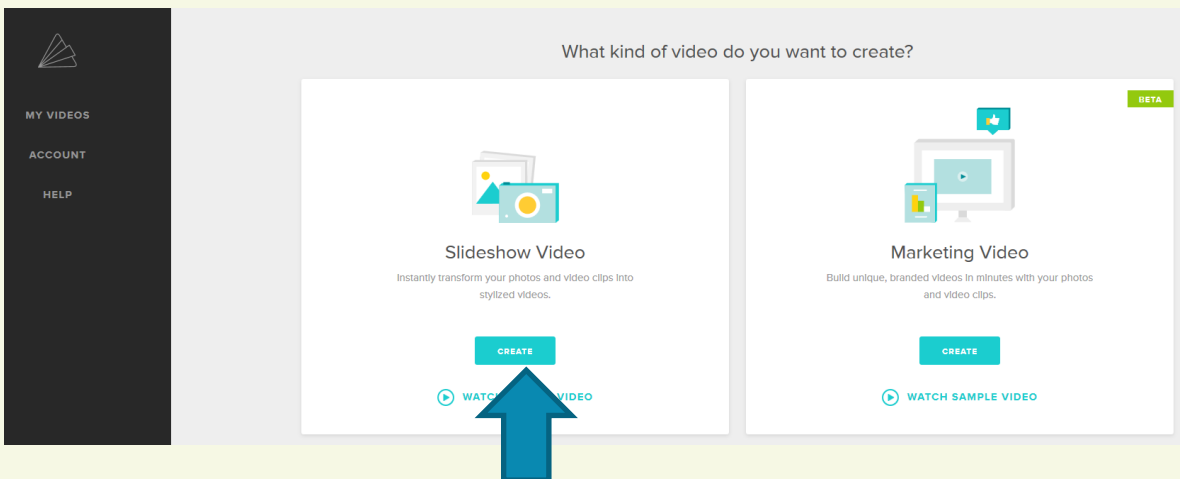 What kind of video do you want to create?
MY VIDEOS
ACCOUNT
HELP
Slideshow Video
Instantly transform your photos and video clips into
stylized videos.
CREATE
WATCH VIDEO
BETA
Marketing Video
Build unique, branded videos in minutes with your photos
and video clips.
CREATE
WATCH SAMPLE VIDEO